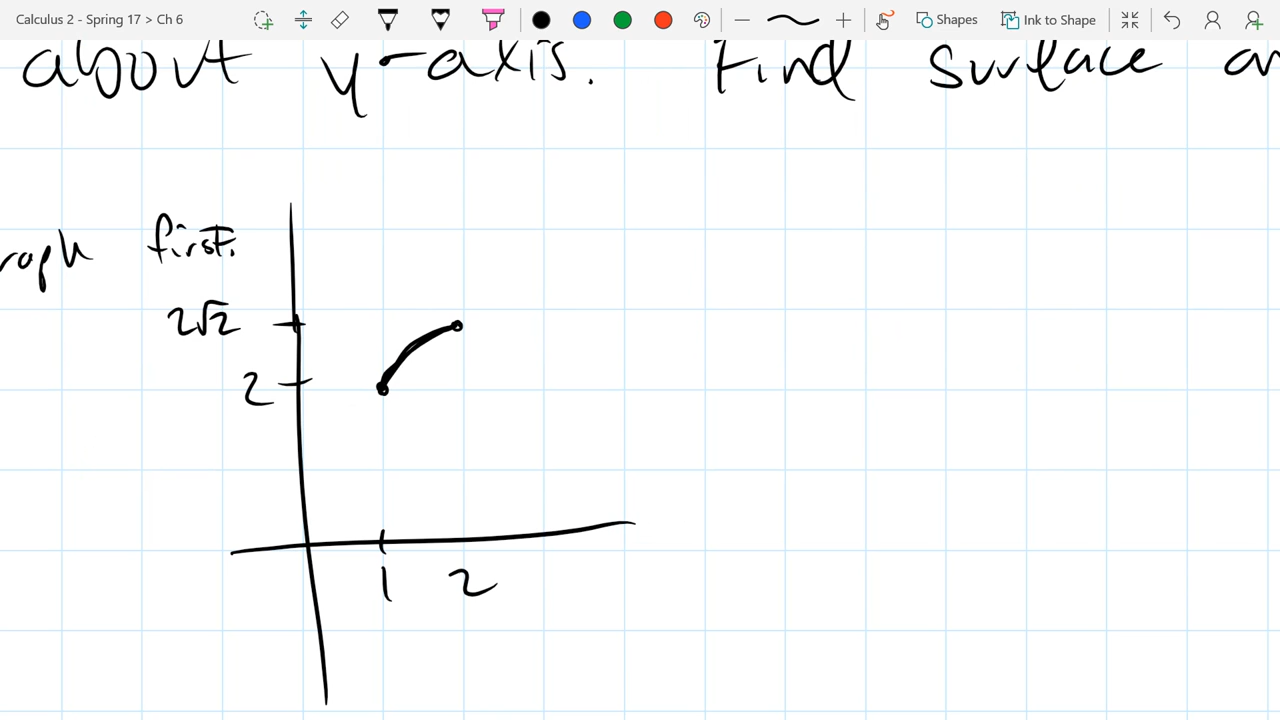 Calculus 2 - Spring 17 > Ch 6 Shapes Ink to Shape
about y-axis. Find surface
first.
2√2
2
1 2